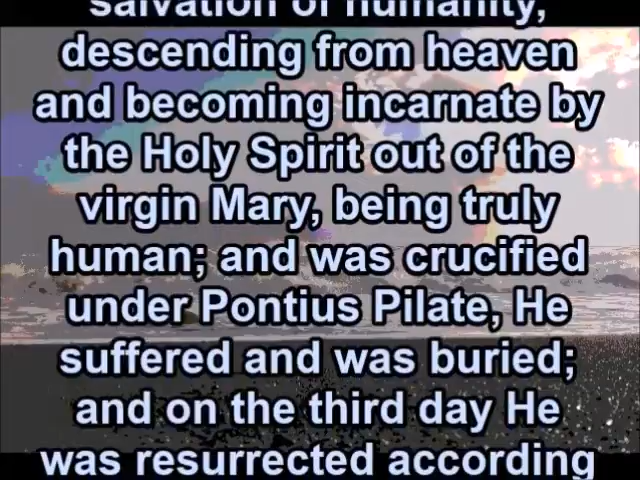 salvation of humanity,
descending from heaven
and becoming incarnate by
the Holy Spirit out of the
virgin Mary, being truly
human; and was crucified
under Pontius Pilate, He
suffered and was buried;
and on the third day He
was resurrected according